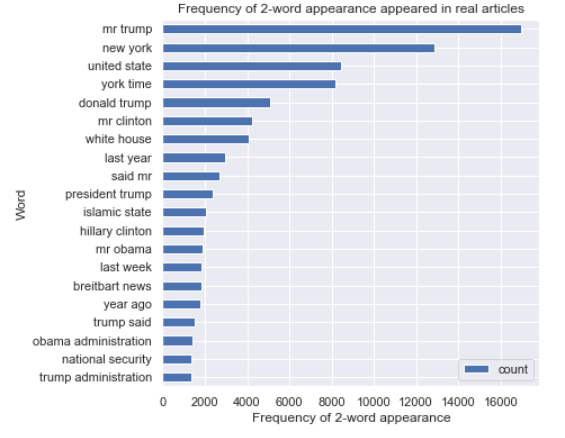 Frequency of 2-word appearance appeared in real articles
mr trump
new york
united state
york time
donald trump
mr clinton
white house
last year
said mr
president trump
islamic state
hillary clinton
mr obama
last week
breitbart news
year ago
trump said
obama administration
national security
trump administration
Word
count
0 2000 4000 6000 8000 10000 12000 14000 16000
Frequency of 2-word appearance